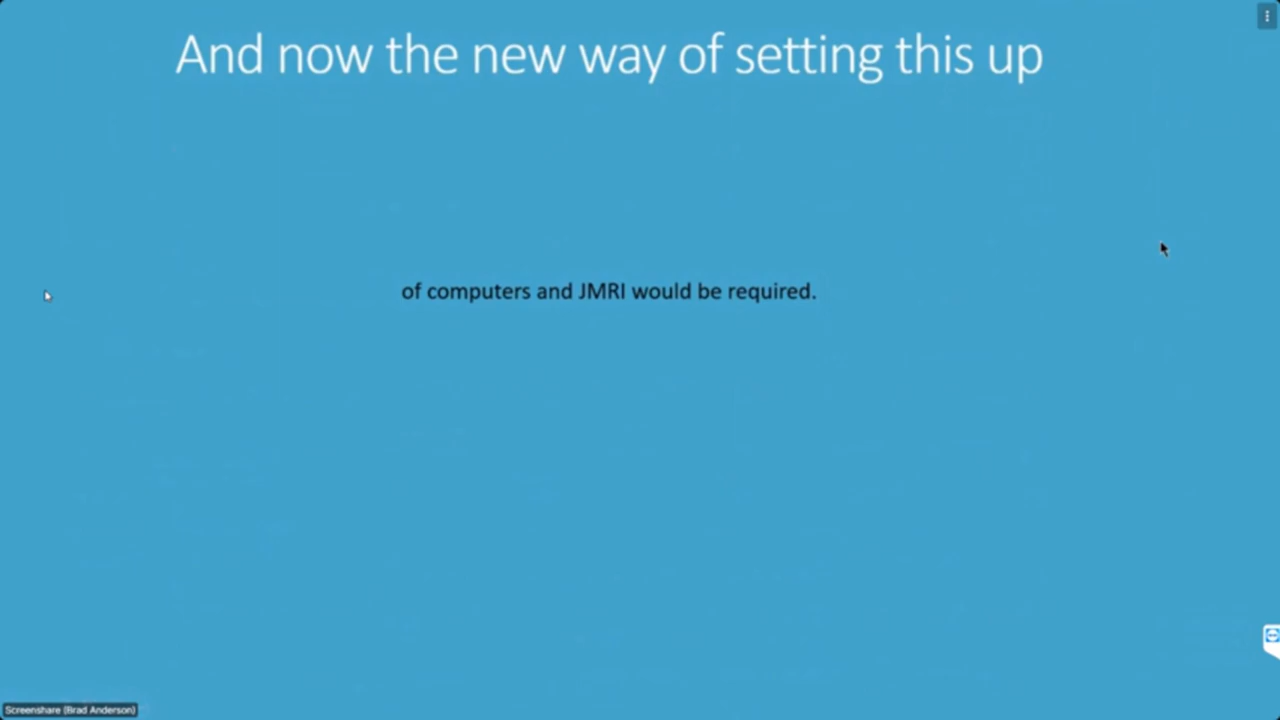 And now the new way of setting this up
of computers and JMRI would be required.
Screenshare (Brad Anderson)